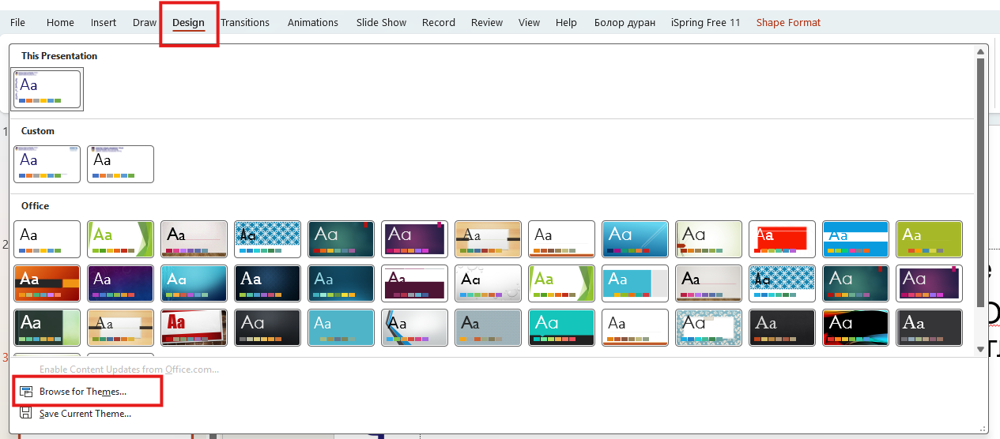 File Home Insert Draw Design Transitions Animations Slide Show Record Review View Help Болор дуран iSpring Free 11 Shape Format
This Presentation
Aa
1
Custom
Aa Aa
Office
Aa Aa Aa Aa Aa Aa Aa Aa Aa Aa Aa Aa Aa
2
Aa Aa Aa Aa Aa Aa Aa Aa Aa Aa Aa Aa Aa
Aa Aa Aa Aa Aa Aa Aa Aa Aa Aa Aa Aa Aa
3
Enable Content Updates from Office.com...
Browse for Themes...
Save Current Theme...